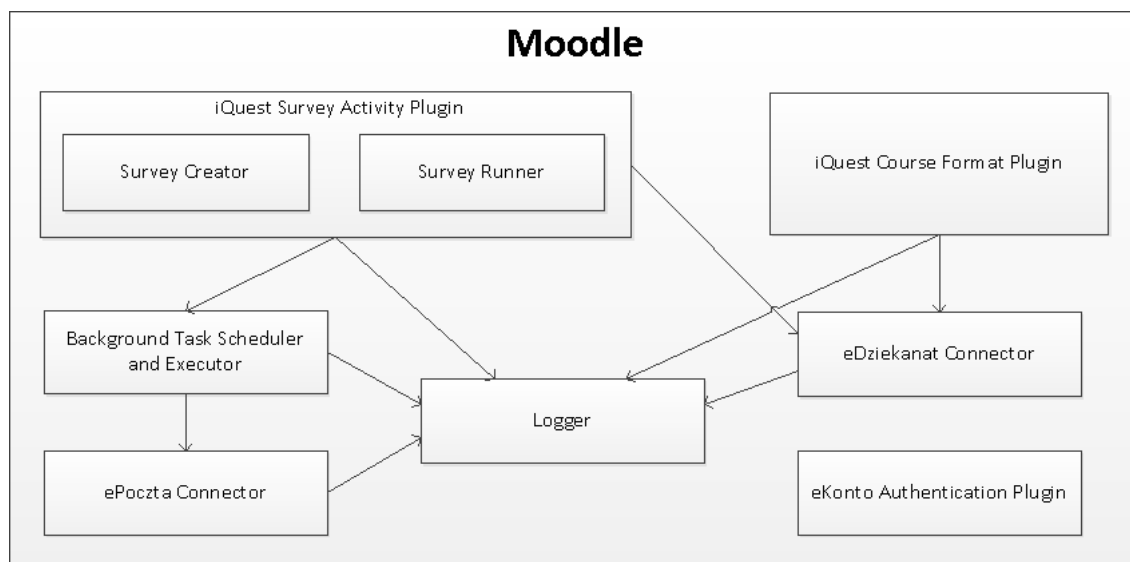 Moodle
iQuest Survey Activity Plugin
Survey Creator
Survey Runner
iQuest Course Format Plugin
Background Task Scheduler
and Executor
eDziekanat Connector
Logger
ePoczta Connector
eKonto Authentication Plugin